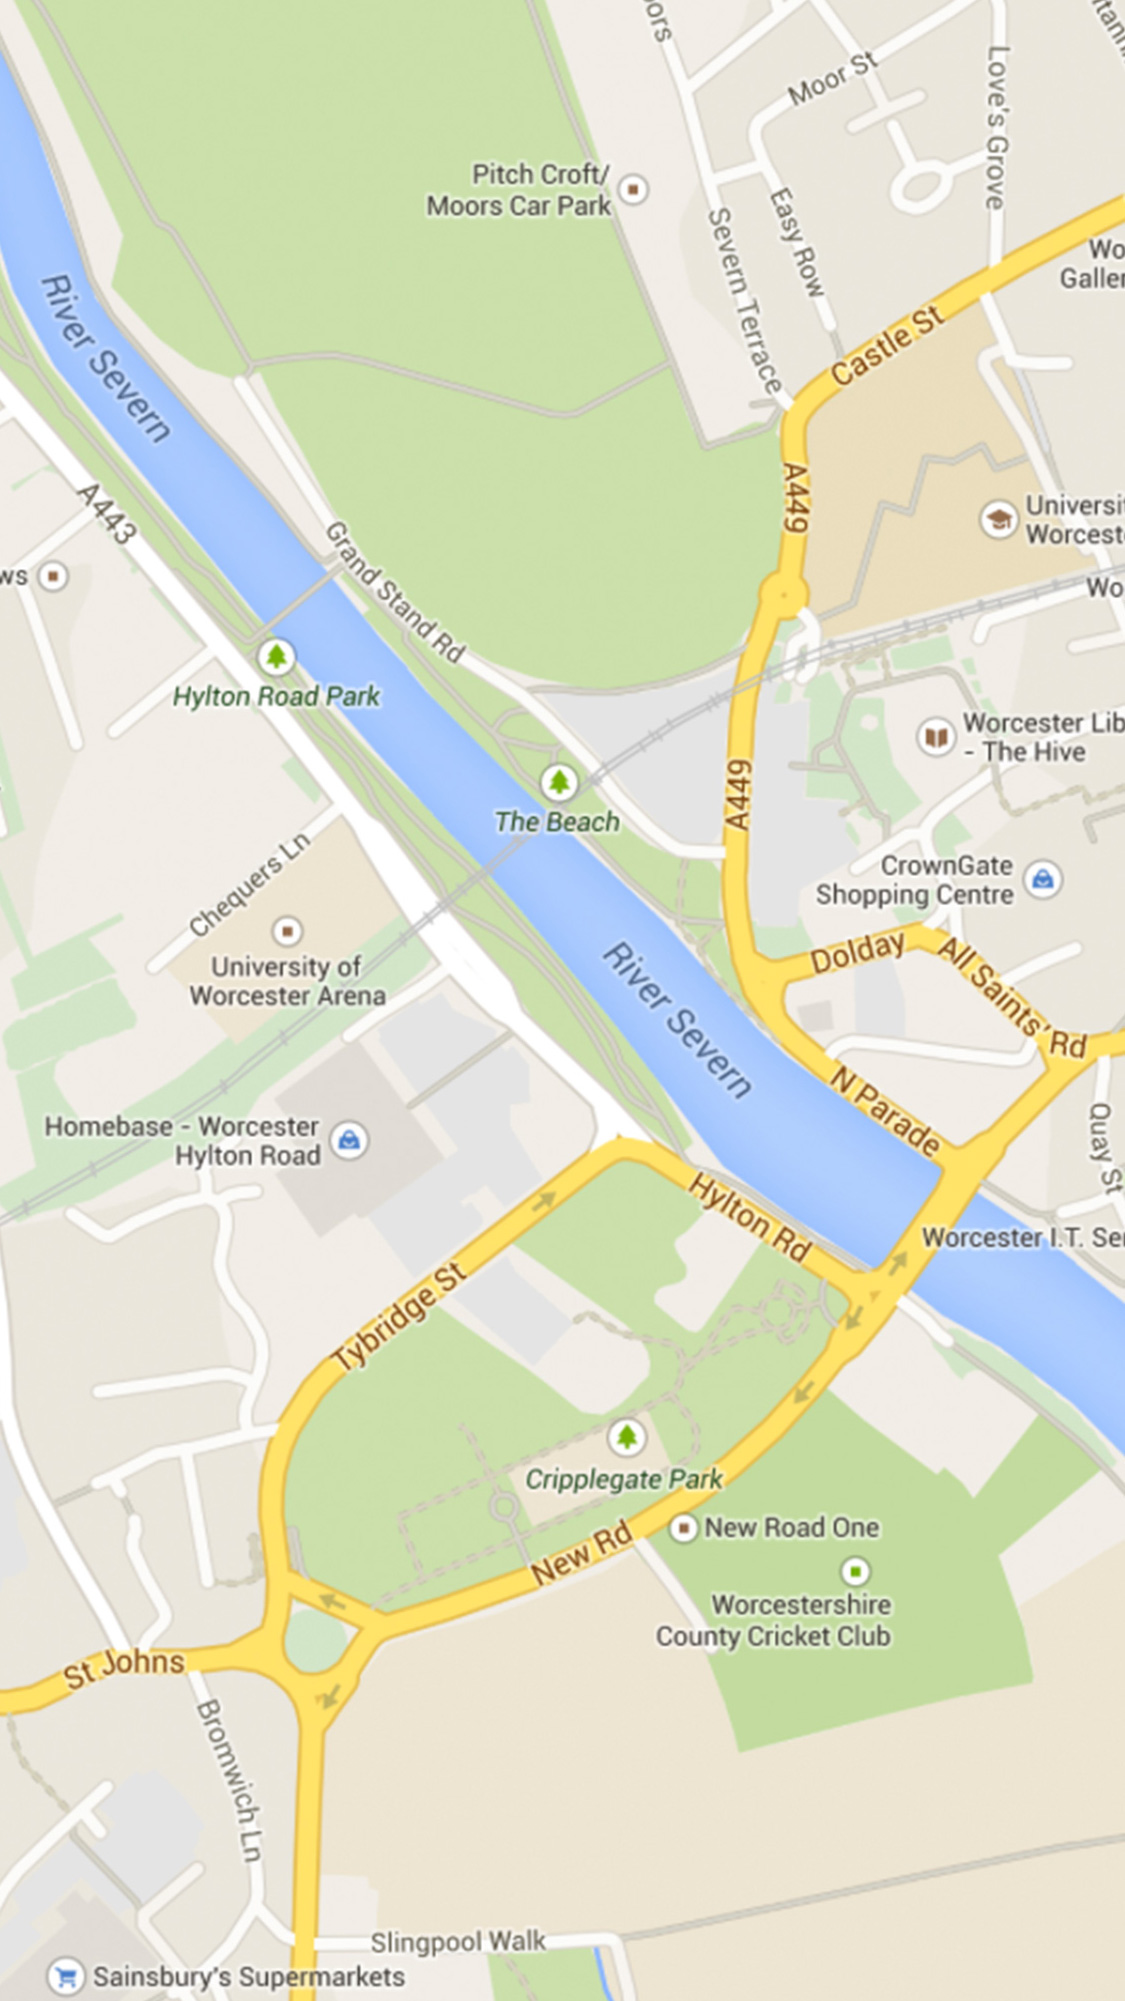 Moor St
Love's Grove
Pitch Croft/
Moors Car Park
Easy Row
Severn Terrace
Castle St
River Severn
A443
A449
Grand Stand Rd
Hylton Road Park
Worcester Lib
- The Hive
A449
The Beach
Chequers Ln
CrownGate
Shopping Centre
University of
Worcester Arena
Dolday
All Saints' Rd
River Severn
N Parade
Quay St
Homebase - Worcester
Hylton Road
Hylton Rd
Worcester I.T. Ser
Tybridge St
Cripplegate Park
New Road One
New Rd
Worcestershire
County Cricket Club
St Johns
Bromwich Ln
Slingpool Walk
Sainsbury's Supermarkets